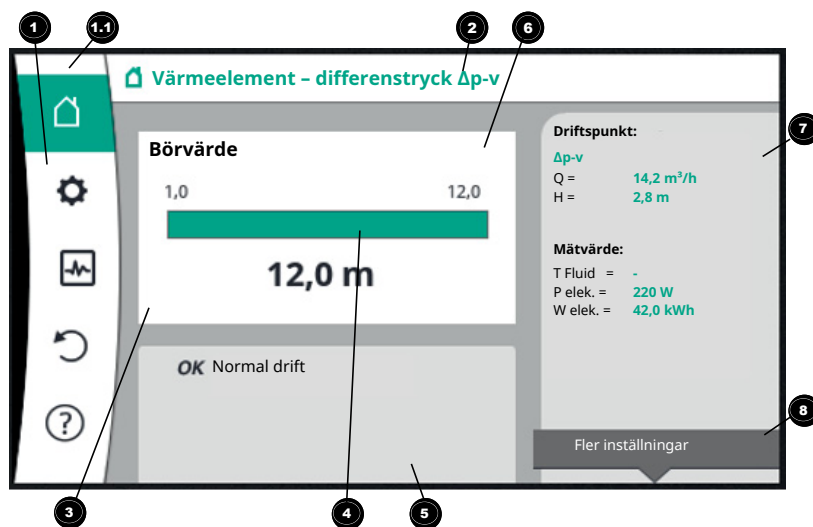 1
1.1
2
6
Värmeelement – differenstryck Δp-v
7
Börvärde
1,0 12,0
12,0 m
OK Normal drift
Driftspunkt:
Δp-v
Q = 14,2 m³/h
H = 2,8 m
Mätvärde:
T Fluid = -
P elek. = 220 W
W elek. = 42,0 kWh
8
Fler inställningar
?
3
4
5